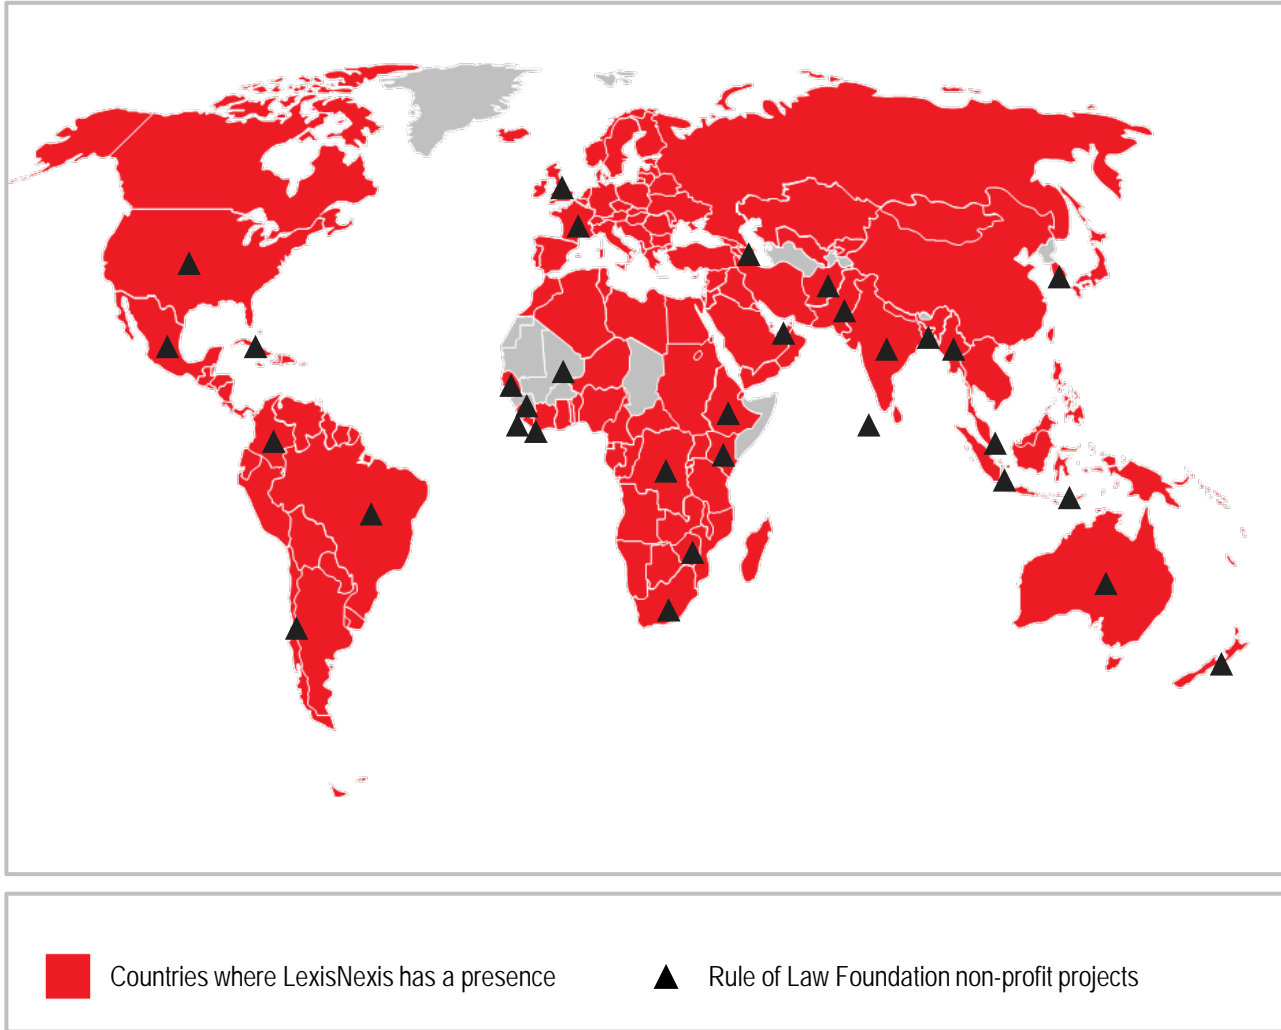 Countries where LexisNexis has a presence
Rule of Law Foundation non-profit projects